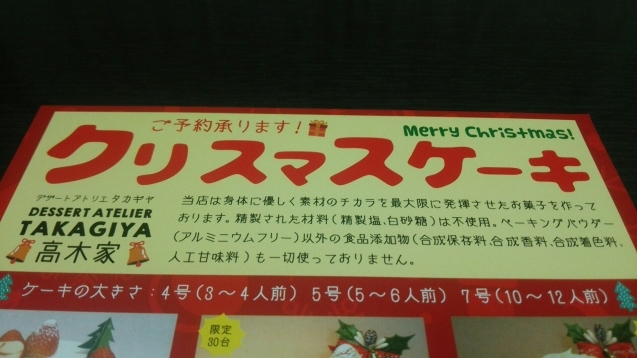 ご予約承ります!
Merry Christmas!
クリスマスケーキ
デザートアトリエ タカギヤ
DESSERT ATELIER
TAKAGIYA
高木家
当店は身体に優しく素材のチカラを最大限に発揮させたお菓子を作って
おります。精製された材料(精製塩、白砂糖)は不使用。ベーキングパウダー
(アルミニウムフリー)以外の食品添加物(合成保存料、合成香料、合成着色料、
人工甘味料)も一切使っておりません。
ケーキの大きさ:4号(3〜4人前) 5号(5〜6人前) 7号(10〜12人前)
限定
30台